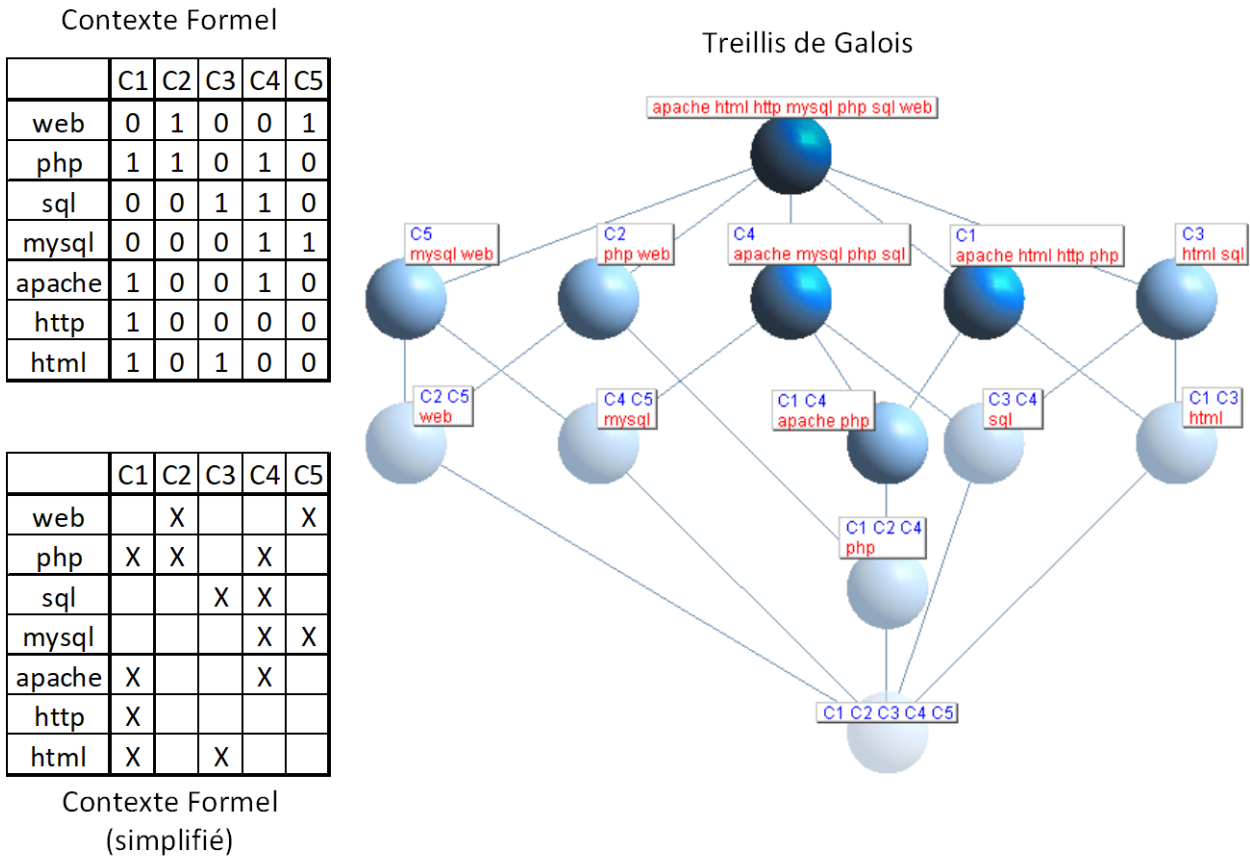 Contexte Formel
C1 C2 C3 C4 C5
web 0 1 0 0 1
php 1 1 0 1 0
sql 0 0 1 1 0
mysql 0 0 0 1 1
apache 1 0 0 1 0
http 1 0 0 0 0
html 1 0 1 0 0
C1 C2 C3 C4 C5
web X X
php X X X
sql X X
mysql X X
apache X X
http X
html X X
Contexte Formel
(simplifié)
Treillis de Galois
apache html http mysql php sql web
C5
mysql web
C2
php web
C4
apache mysql php sql
C1
apache html http php
C3
html sql
C2 C5
web
C4 C5
mysql
C1 C4
apache php
C3 C4
sql
C1 C3
html
C1 C2 C4
php
C1 C2 C3 C4 C5